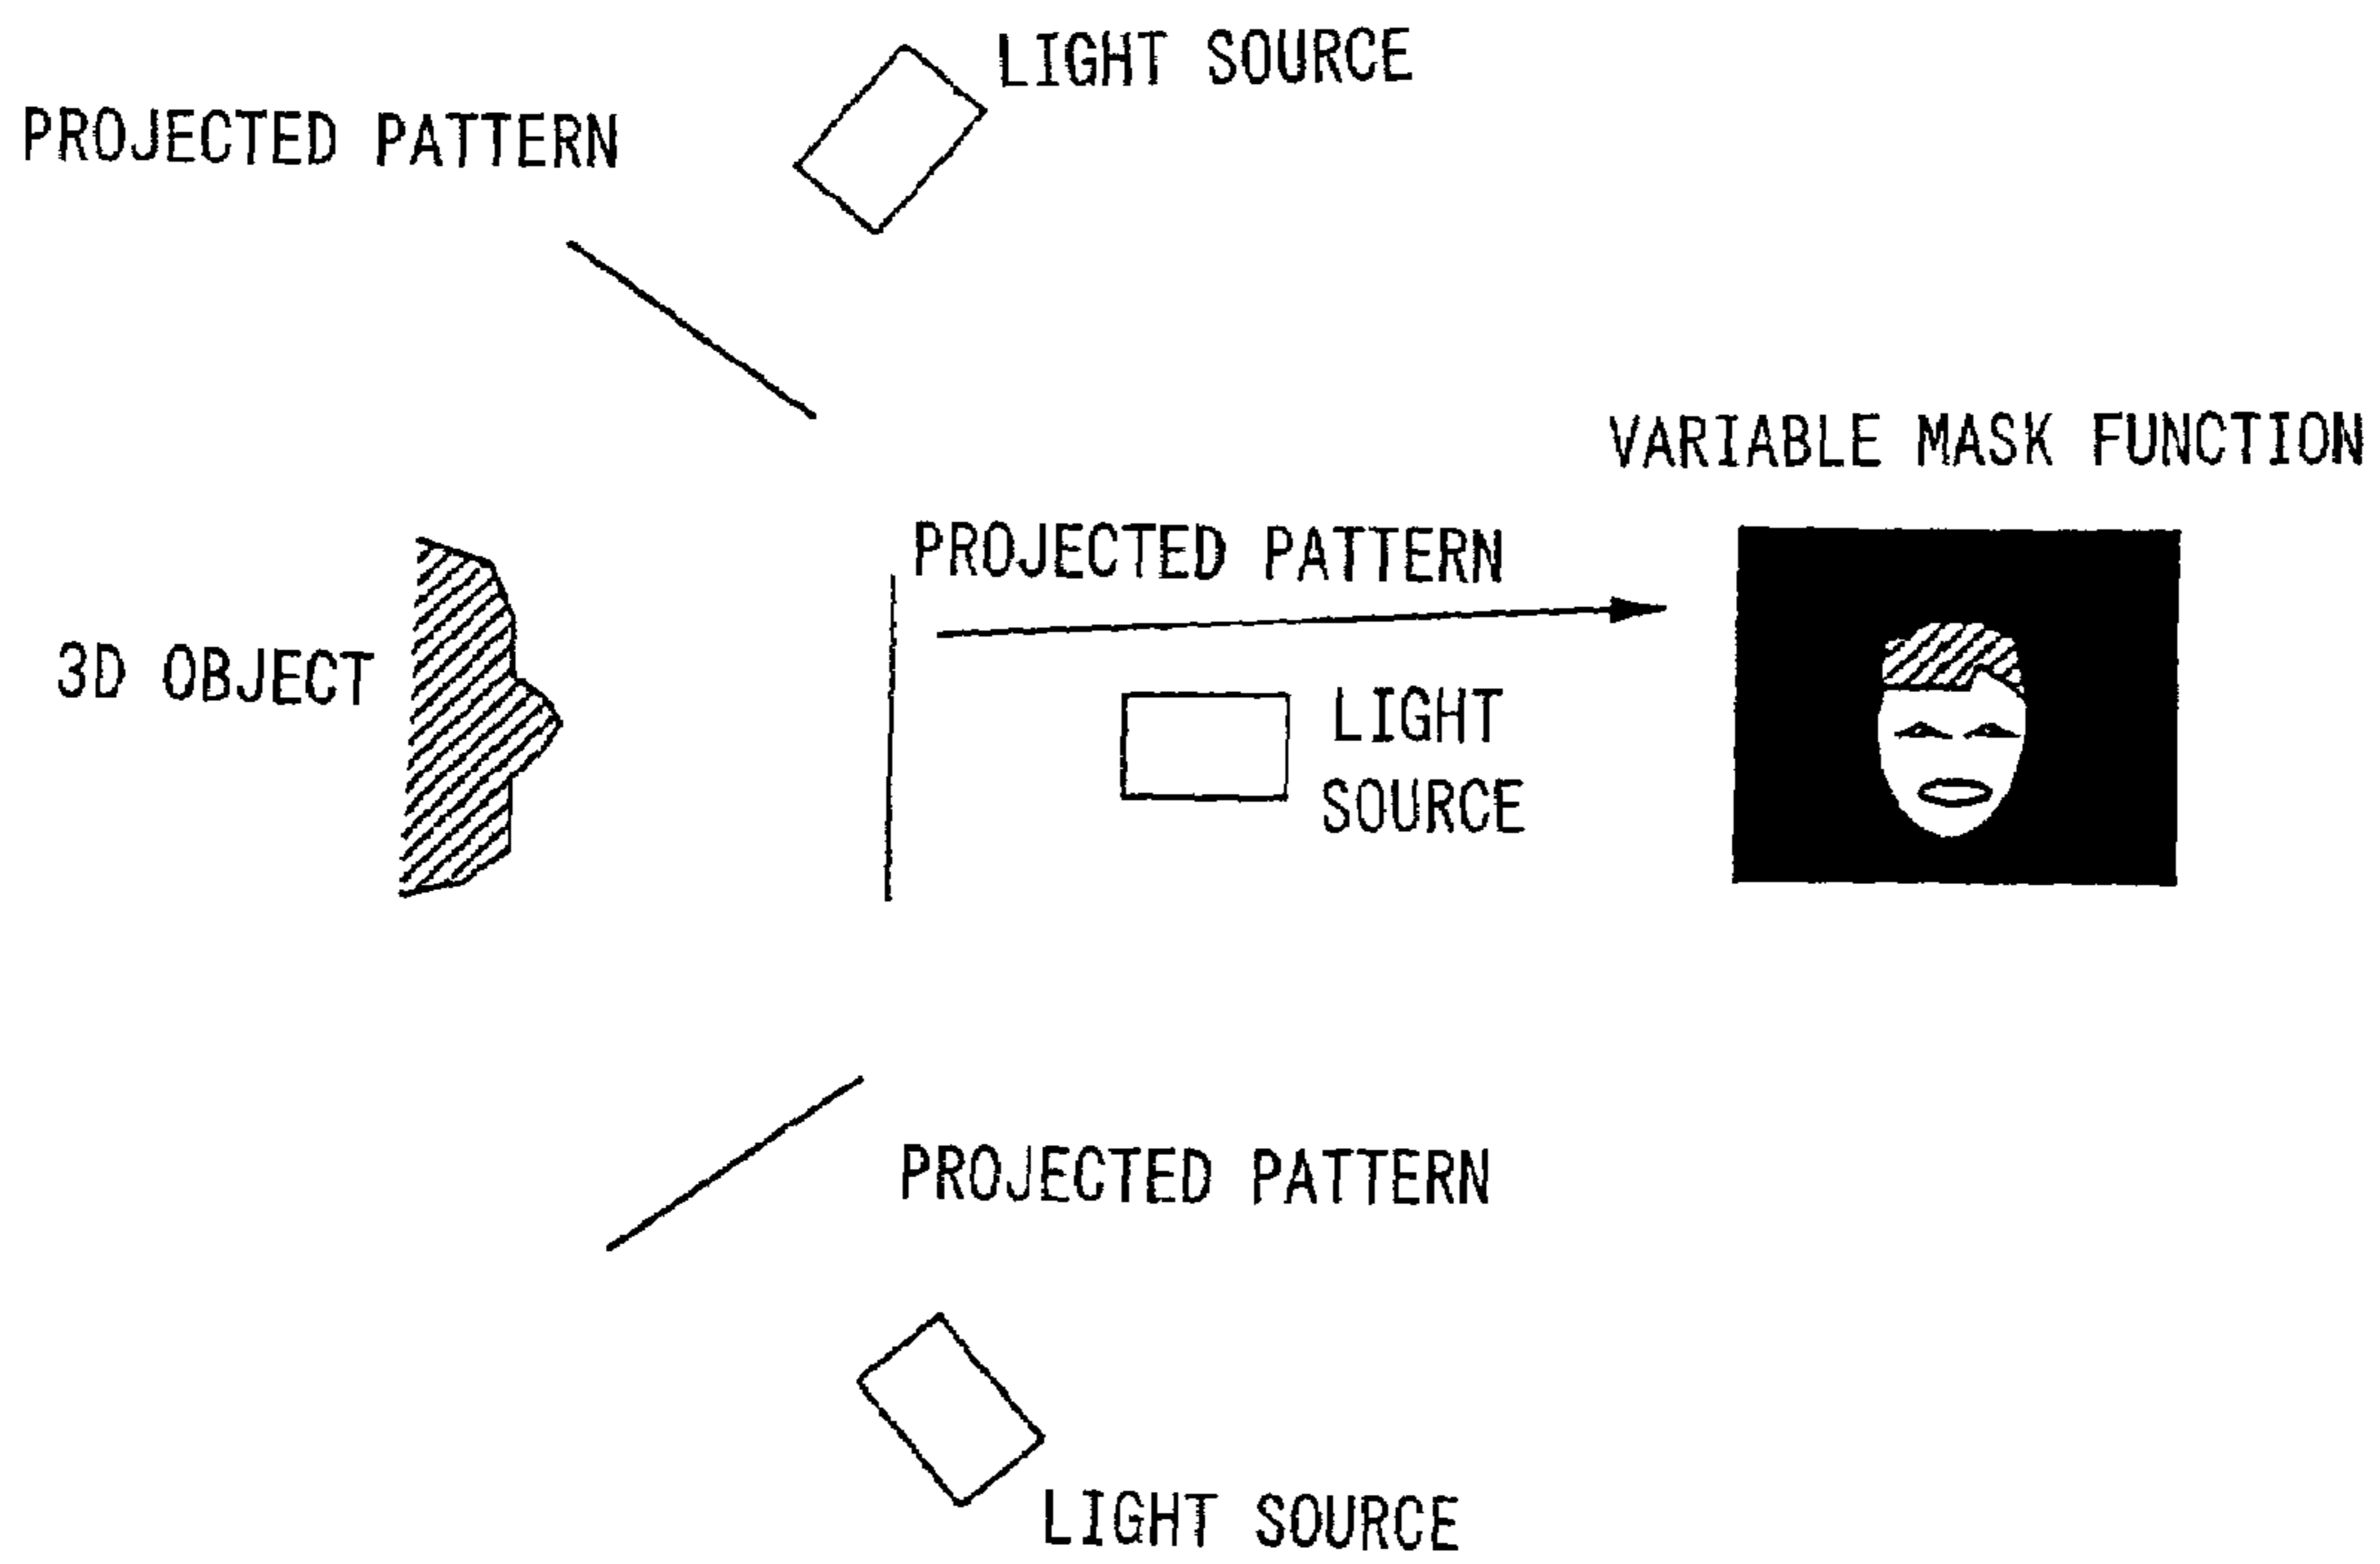 LIGHT SOURCE
PROJECTED PATTERN
VARIABLE MASK FUNCTION
PROJECTED PATTERN
3D OBJECT
LIGHT
SOURCE
PROJECTED PATTERN
LIGHT SOURCE